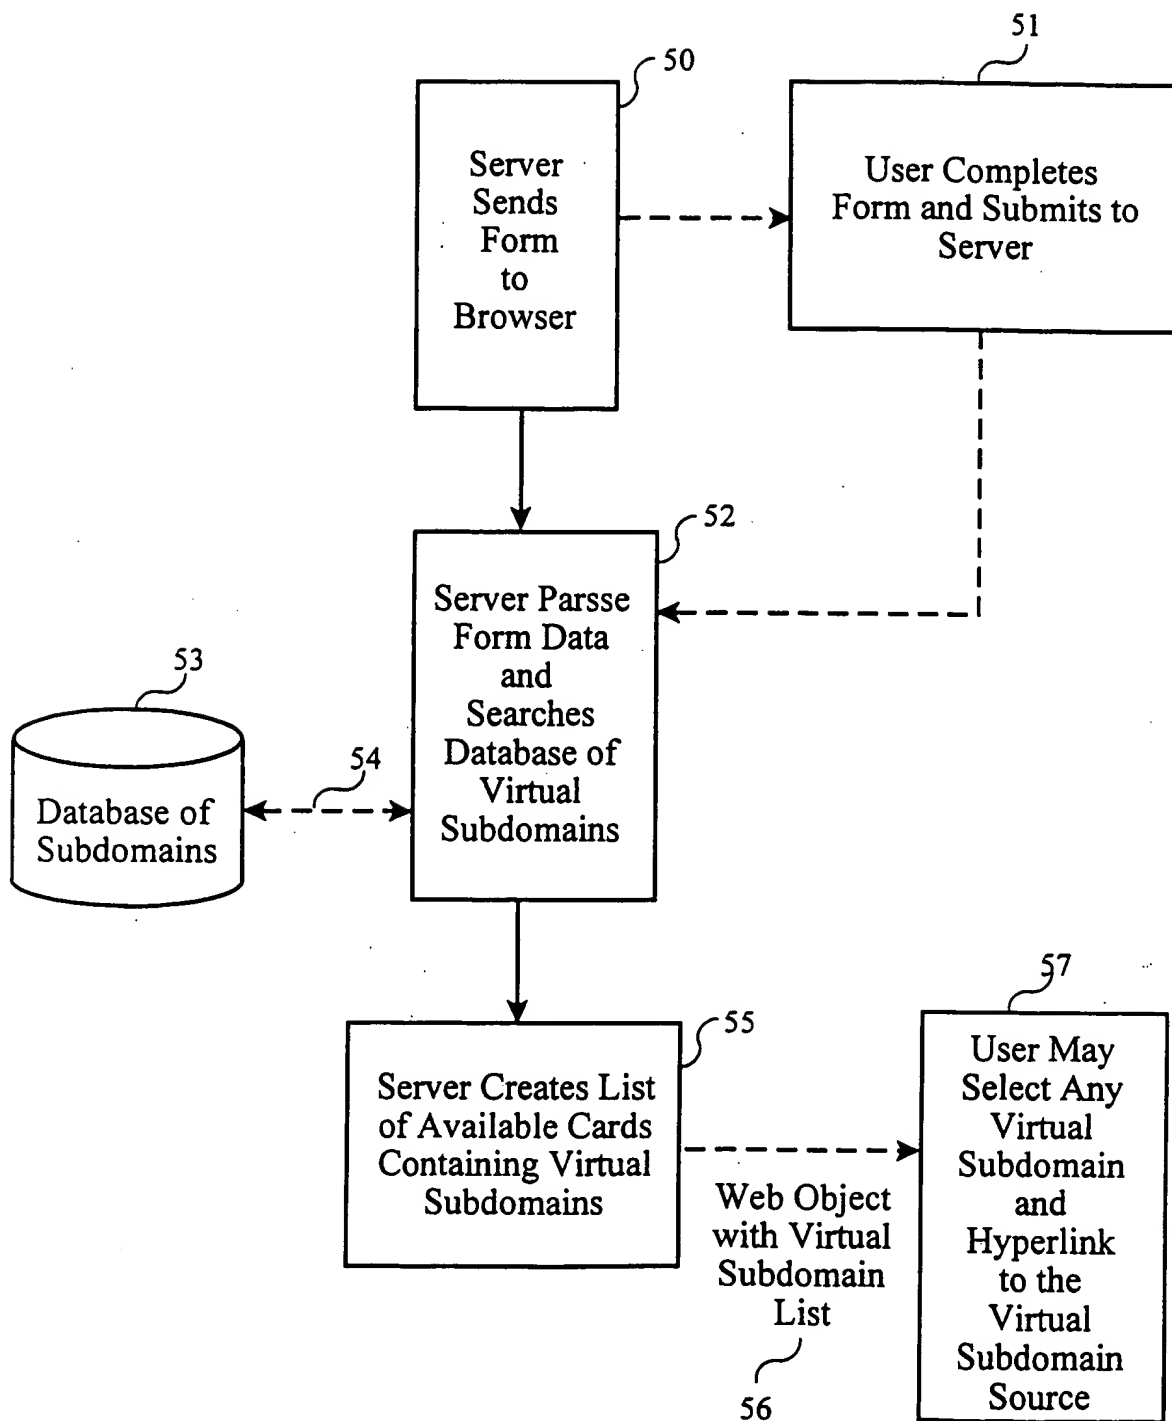 50
51
Server
Sends
Form
to
Browser
User Completes
Form and Submits to
Server
52
Server Parsse
Form Data
and
Searches
Database of
Virtual
Subdomains
53
54
Database of
Subdomains
55
Server Creates List
of Available Cards
Containing Virtual
Subdomains
Web Object
with Virtual
Subdomain
List
56
57
User May
Select Any
Virtual
Subdomain
and
Hyperlink
to the
Virtual
Subdomain
Source